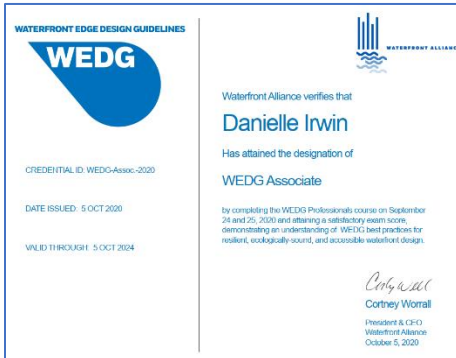 WATERFRONT EDGE DESIGN GUIDELINES
WEDG
CREDENTIAL ID: WEDG-Assoc.-2020
DATE ISSUED: 5 OCT 2020
VALID THROUGH: 5 OCT 2024
WATERFRONT ALLIANCE
Waterfront Alliance verifies that
Danielle Irwin
Has attained the designation of
WEDG Associate
by completing the WEDG Professionals course on September
24 and 25, 2020 and attaining a satisfactory exam score,
demonstrating an understanding of WEDG best practices for
resilient, ecologically-sound, and accessible waterfront design.
Cortney Worrall
President & CEO
Waterfront Alliance
October 5, 2020